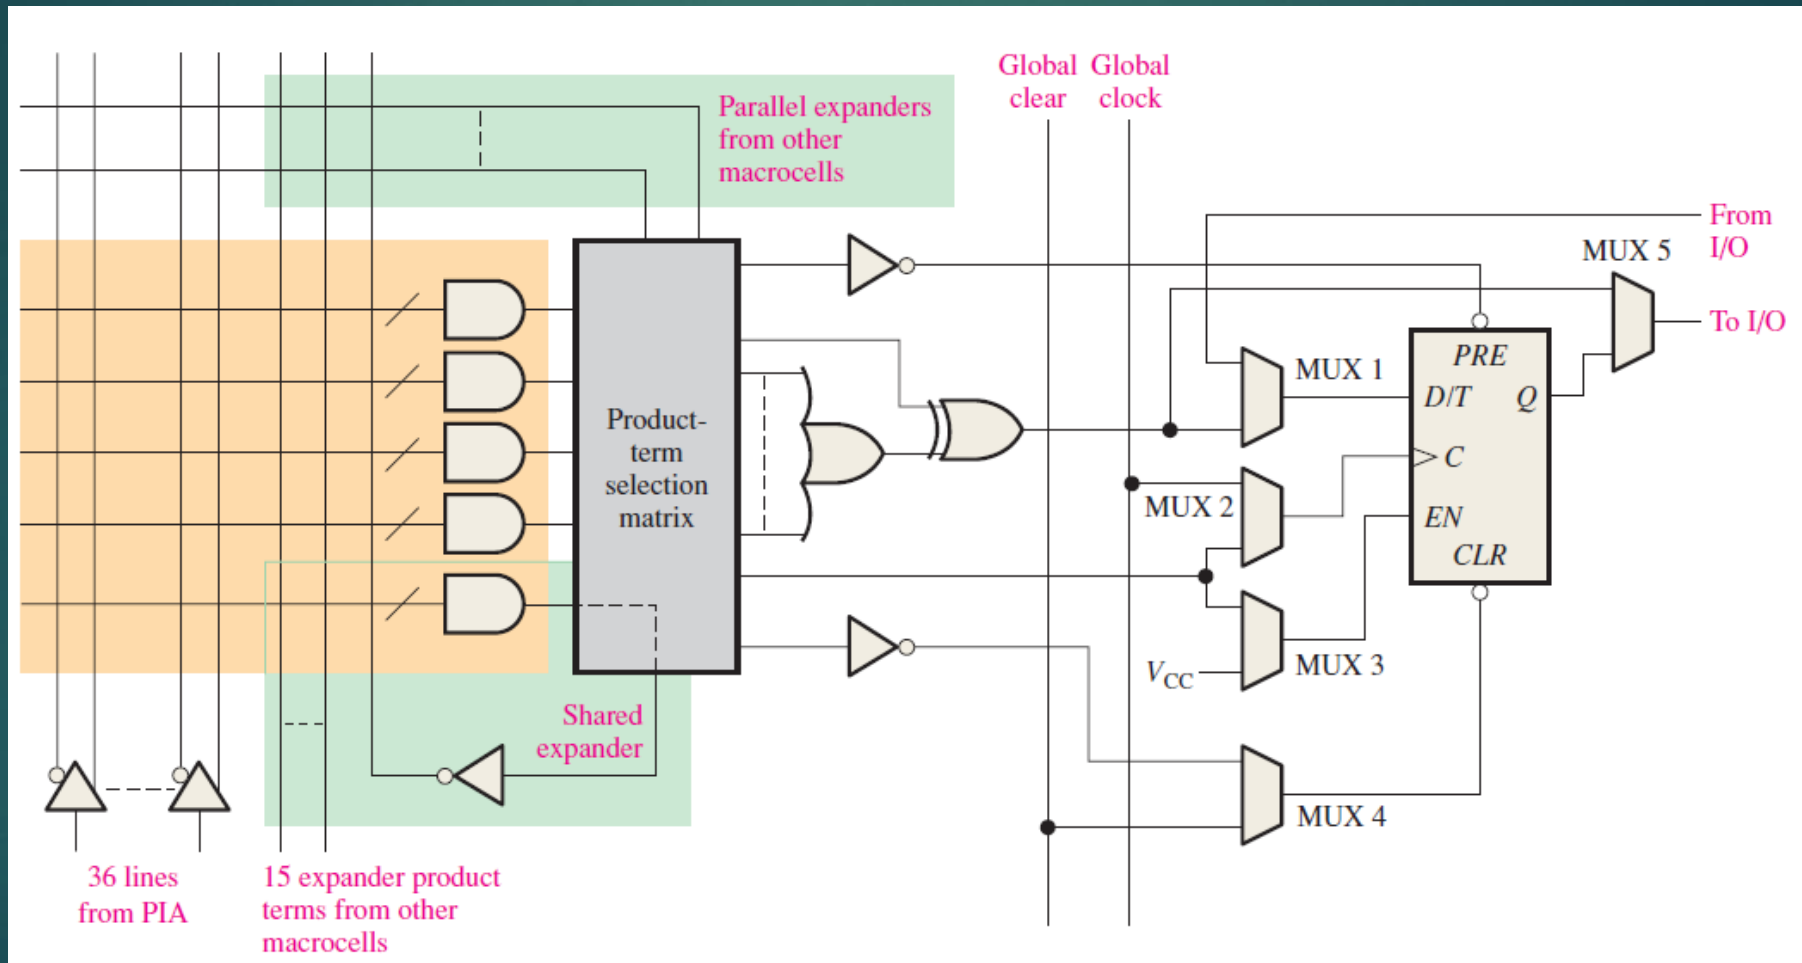 Global clear
Global clock
Parallel expanders
from other
macrocells
From
I/O
MUX 5
To I/O
MUX 1
PRE
D/T
Q
C
EN
CLR
MUX 2
Product-
term
selection
matrix
MUX 3
VCC
Shared
expander
MUX 4
36 lines
from PIA
15 expander product
terms from other
macrocells